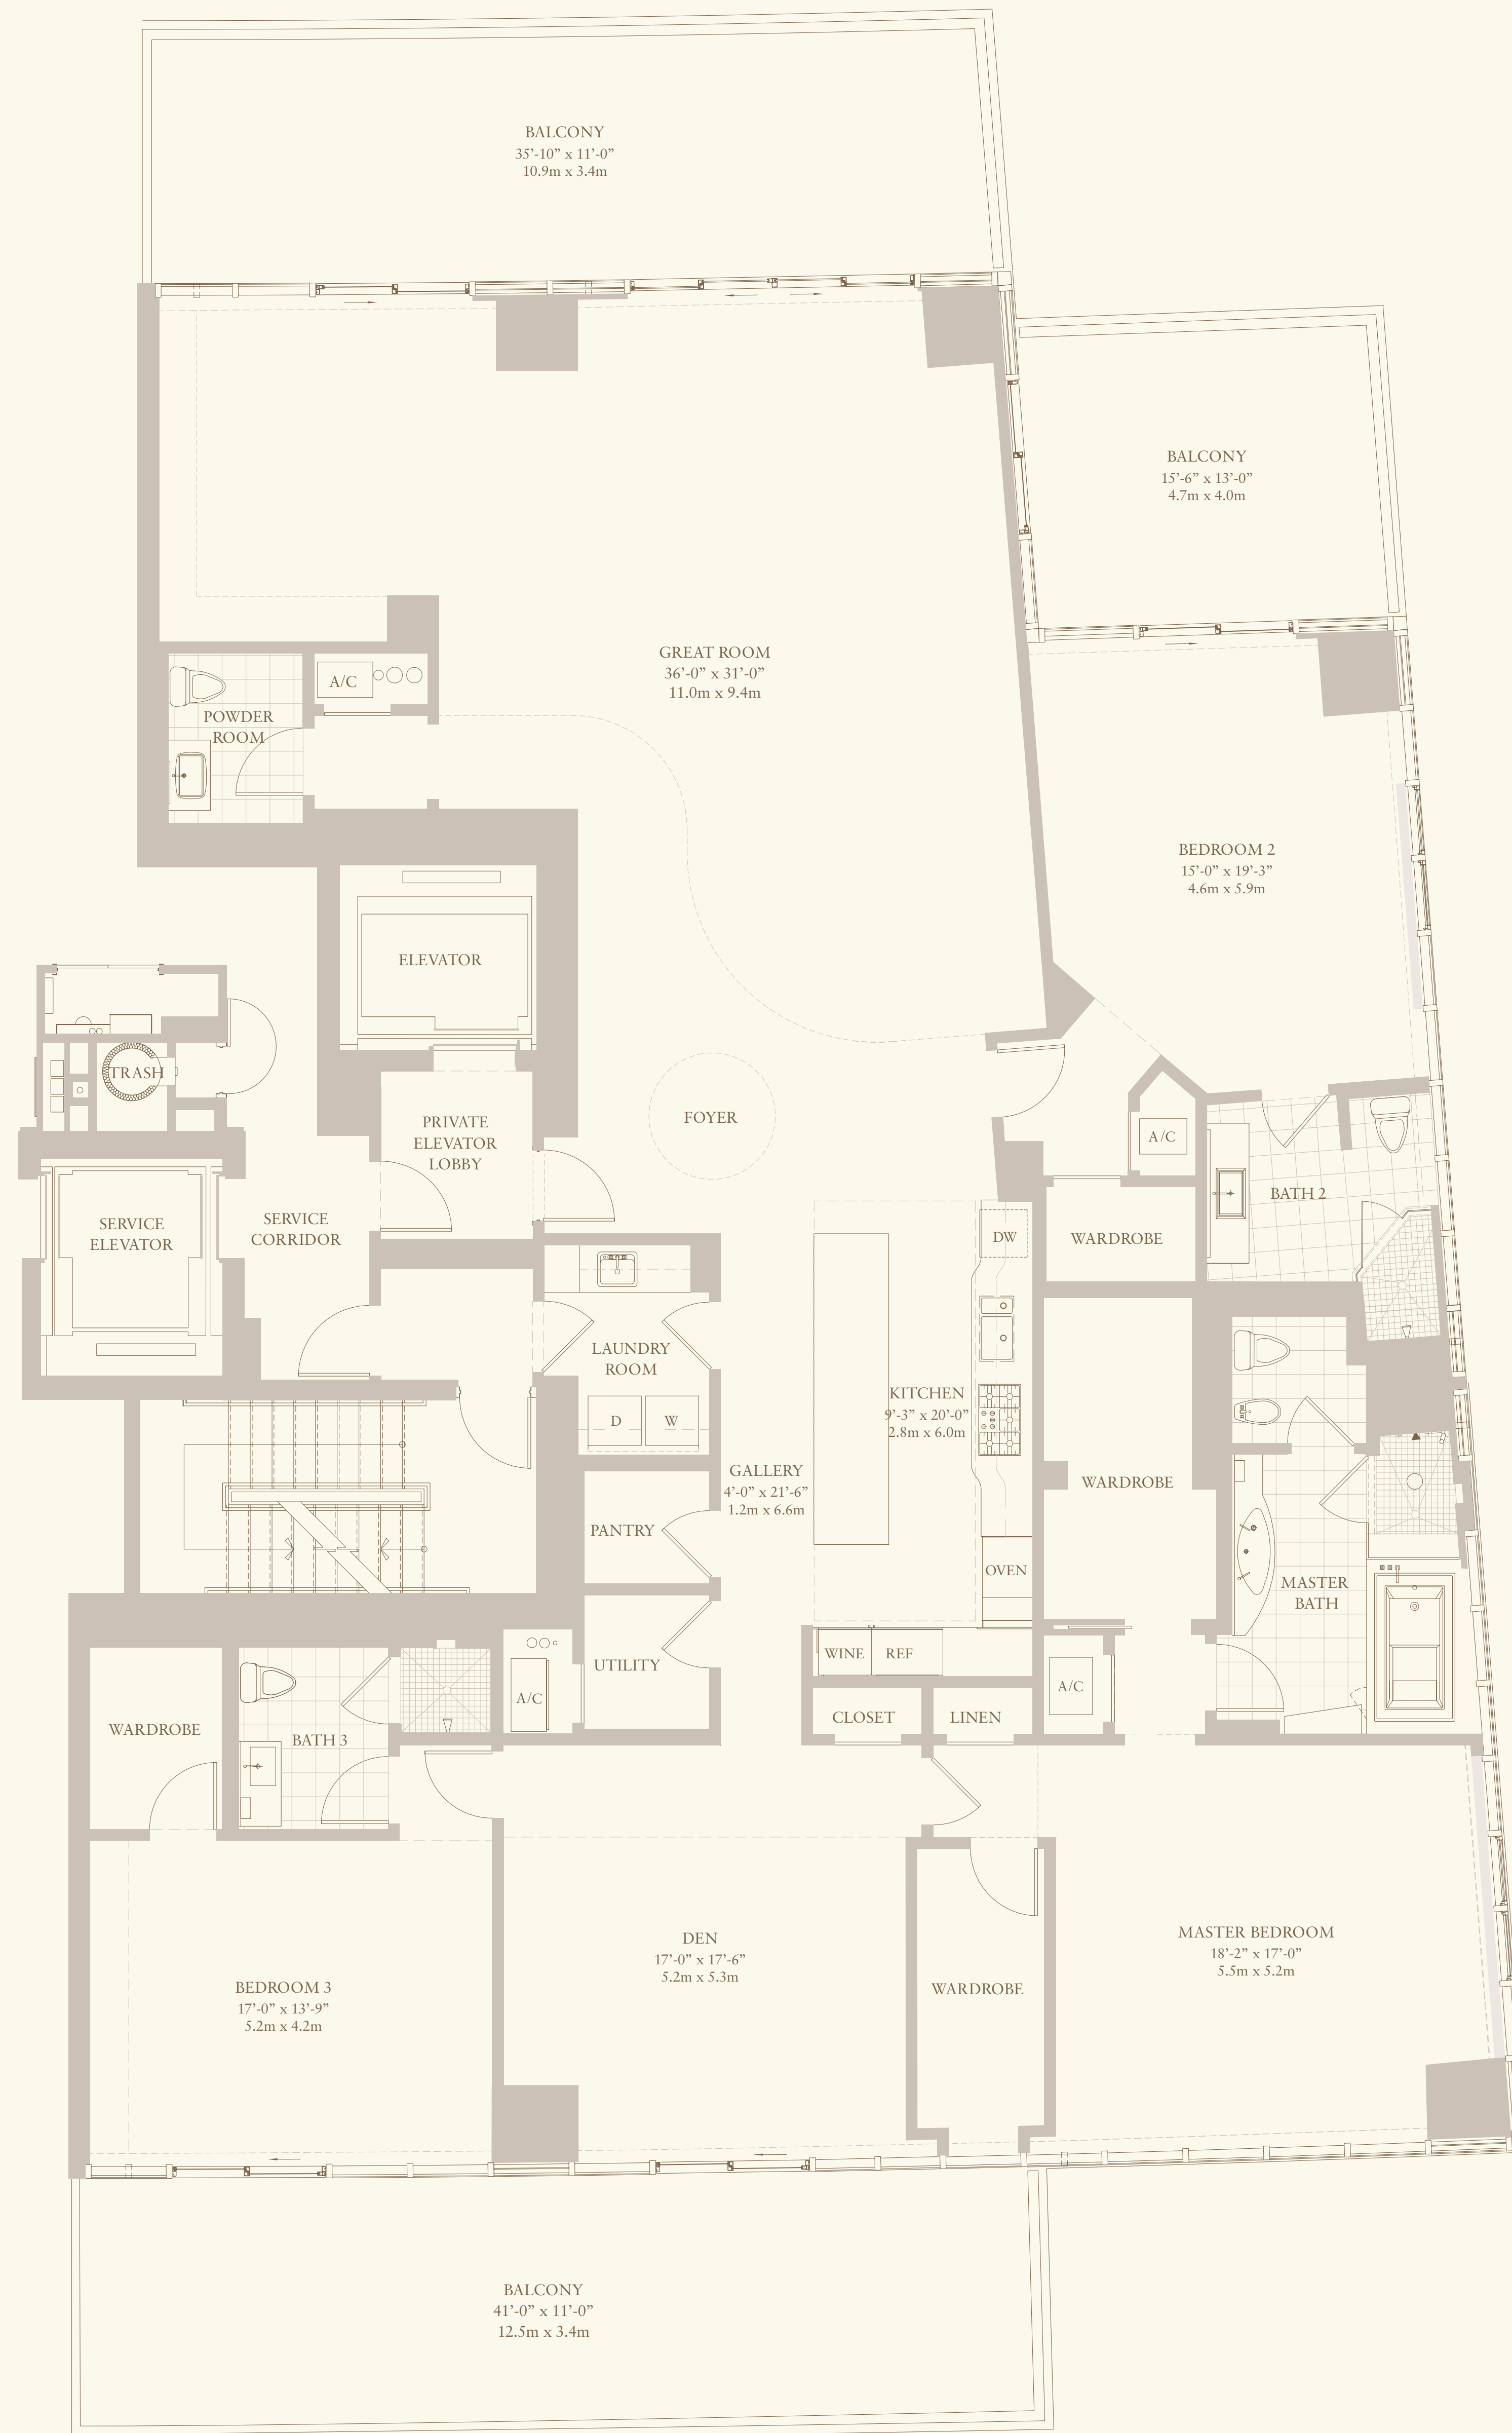 BALCONY
35’-10” x 11’-0”
10.9m x 3.4m
BALCONY
15’-6” x 13’-0”
4.7m x 4.0m
GREAT ROOM
36’-0” x 31’-0”
11.0m x 9.4m
A/C
POWDER
ROOM
BEDROOM 2
15’-0” x 19’-3”
4.6m x 5.9m
ELEVATOR
TRASH
PRIVATE
ELEVATOR
LOBBY
FOYER
A/C
BATH 2
SERVICE
ELEVATOR
SERVICE
CORRIDOR
DW
WARDROBE
LAUNDRY
ROOM
D
W
KITCHEN
9’-3” x 20’-0”
2.8m x 6.0m
GALLERY
4’-0” x 21’-6”
1.2m x 6.6m
WARDROBE
PANTRY
OVEN
MASTER
BATH
UTILITY
WINE
REF
A/C
A/C
CLOSET
LINEN
WARDROBE
BATH 3
DEN
17’-0” x 17’-6”
5.2m x 5.3m
MASTER BEDROOM
18’-2” x 17’-0”
5.5m x 5.2m
BEDROOM 3
17’-0” x 13’-9”
5.2m x 4.2m
WARDROBE
BALCONY
41’-0” x 11’-0”
12.5m x 3.4m